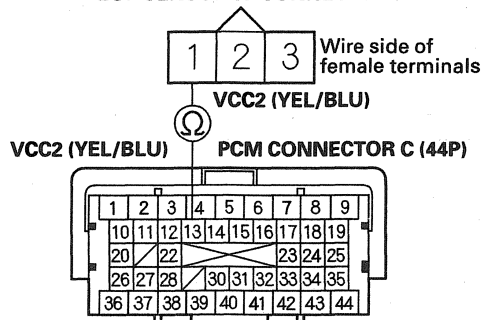 1 2 3
Wire side of
female terminals
VCC2 (YEL/BLU)
Ω
VCC2 (YEL/BLU)
PCM CONNECTOR C (44P)
1 2 3 4 5 6 7 8 9
10 11 12 13 14 15 16 17 18 19
20 22 23 24 25
26 27 28 30 31 32 33 34 35
36 37 38 39 40 41 42 43 44